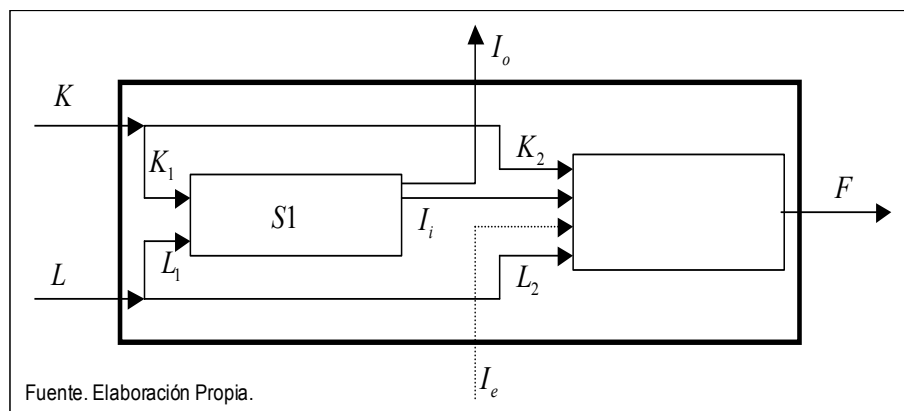 I_o
K
K_1
K_2
S1
I_i
F
L_1
L
L_2
I_e
Fuente. Elaboración Propia.